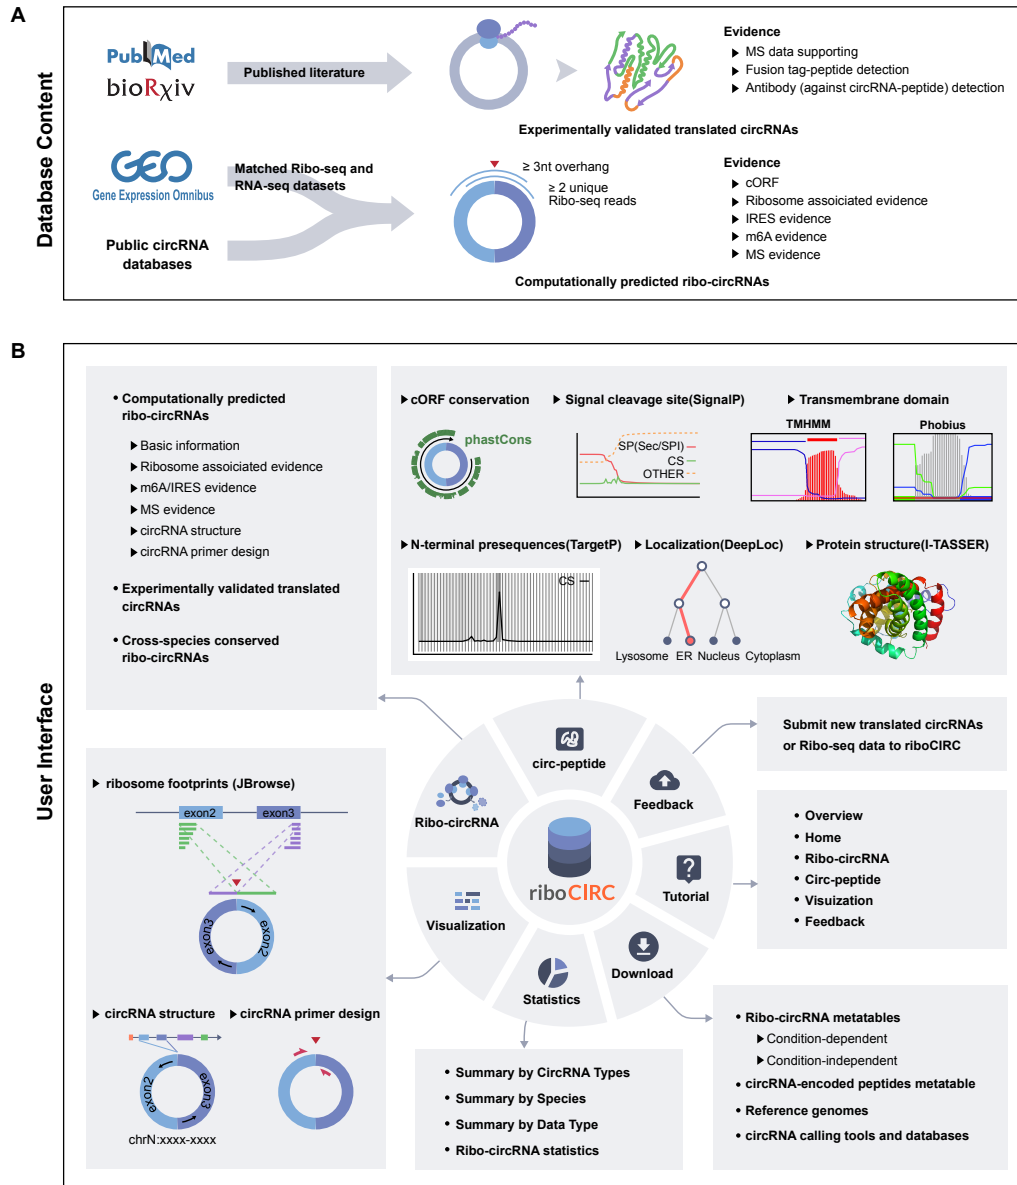 A
Database Content
PubMed
bioRχiv
Published literature
Evidence
MS data supporting
Fusion tag-peptide detection
Antibody (against circRNA-peptide) detection
Experimentally validated translated circRNAs
GEO
Gene Expression Omnibus
Matched Ribo-seq and
RNA-seq datasets
Public circRNA
databases
≥ 3nt overhang
≥ 2 unique
Ribo-seq reads
Evidence
cORF
Ribosome assoiciated evidence
IRES evidence
m6A evidence
MS evidence
Computationally predicted ribo-circRNAs
B
User Interface
• Computationally predicted
ribo-circRNAs
Basic information
Ribosome assoiciated evidence
m6A/IRES evidence
MS evidence
circRNA structure
circRNA primer design
• Experimentally validated translated
circRNAs
• Cross-species conserved
ribo-circRNAs
cORF conservation
phastCons
Signal cleavage site(SignalP)
SP(Sec/SPI)
CS
OTHER
Transmembrane domain
TMHMM
Phobius
N-terminal presequences(TargetP)
CS
Localization(DeepLoc)
Lysosome ER Nucleus Cytoplasm
Protein structure(I-TASSER)
circ-peptide
Feedback
Tutorial
Download
Statistics
Visualization
Ribo-circRNA
riboCIRC
Submit new translated circRNAs
or Ribo-seq data to riboCIRC
• Overview
• Home
• Ribo-circRNA
• Circ-peptide
• Visuization
• Feedback
ribosome footprints (JBrowse)
exon2
exon3
exon3
exon2
circRNA structure
exon2
exon3
chrN:xxxx-xxxx
circRNA primer design
• Summary by CircRNA Types
• Summary by Species
• Summary by Data Type
• Ribo-circRNA statistics
• Ribo-circRNA metatables
Condition-dependent
Condition-independent
• circRNA-encoded peptides metatable
• Reference genomes
• circRNA calling tools and databases